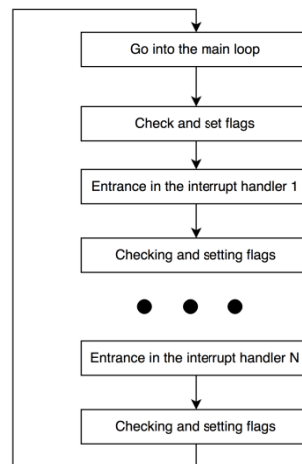 Go into the main loop
Check and set flags
Entrance in the interrupt handler 1
Checking and setting flags
Entrance in the interrupt handler N
Checking and setting flags